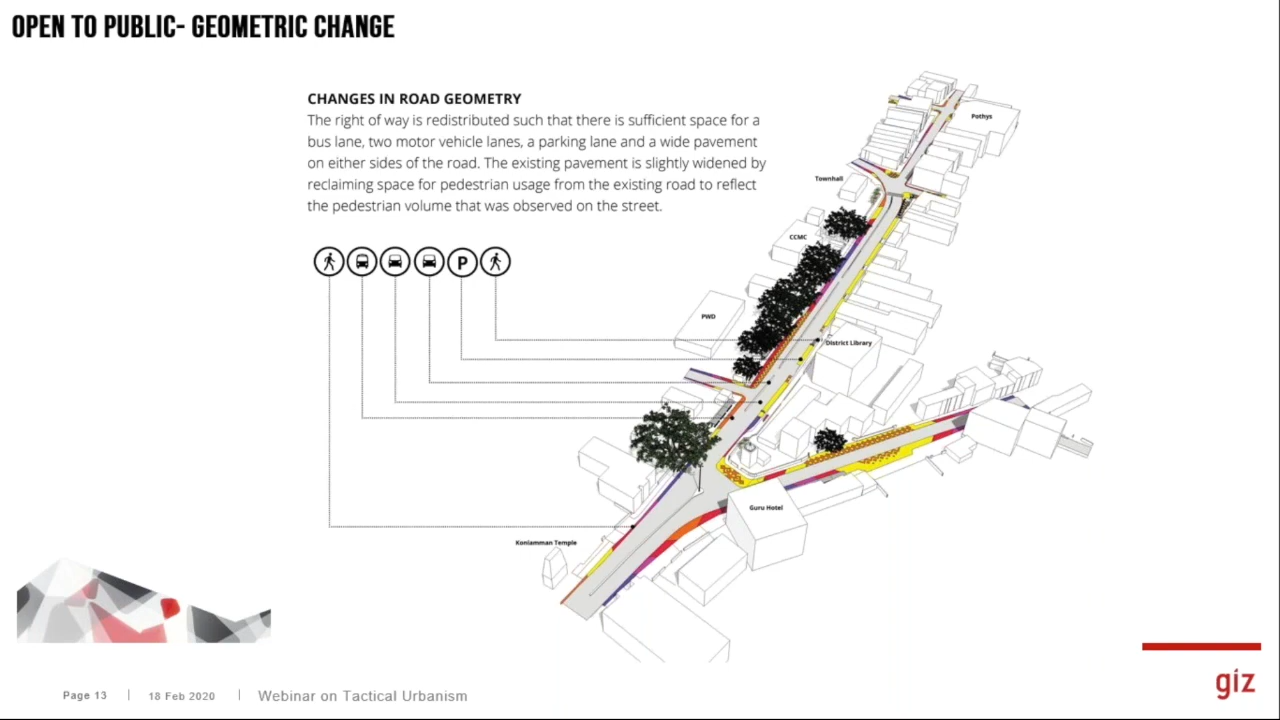 OPEN TO PUBLIC- GEOMETRIC CHANGE
CHANGES IN ROAD GEOMETRY
The right of way is redistributed such that there is sufficient space for a
bus lane, two motor vehicle lanes, a parking lane and a wide pavement
on either sides of the road. The existing pavement is slightly widened by
reclaiming space for pedestrian usage from the existing road to reflect
the pedestrian volume that was observed on the street.
P
Pothys
Townhall
CCMC
PWD
District Library
Guru Hotel
Koniamman Temple
Page 13 | 18 Feb 2020 | Webinar on Tactical Urbanism
giz